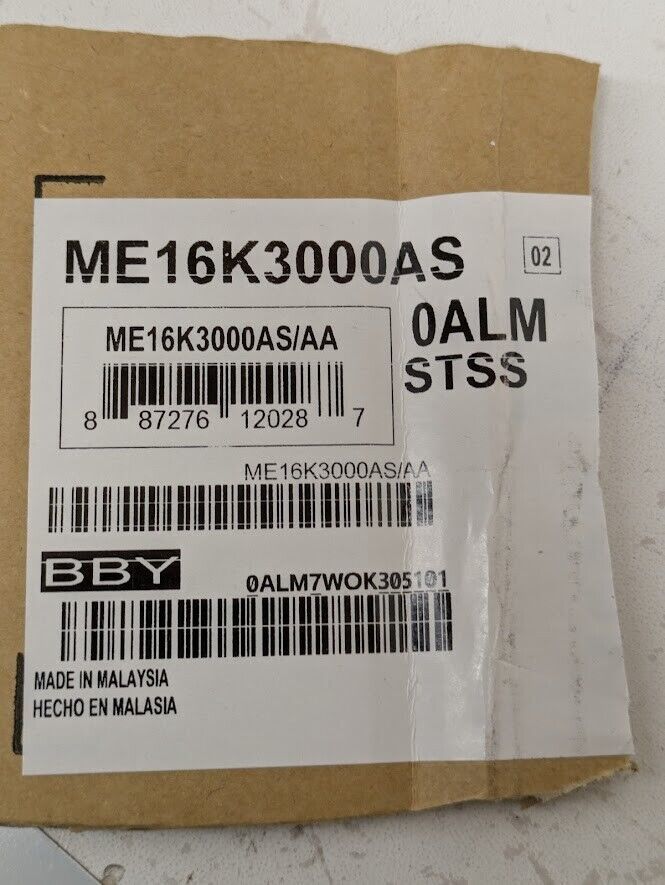 ME16K3000AS 02
ME16K3000AS/AA 0ALM
STSS
8 87276 12028 7
ME16K3000AS/AA
BBY
0ALM7WOK305101
MADE IN MALAYSIA
HECHO EN MALASIA